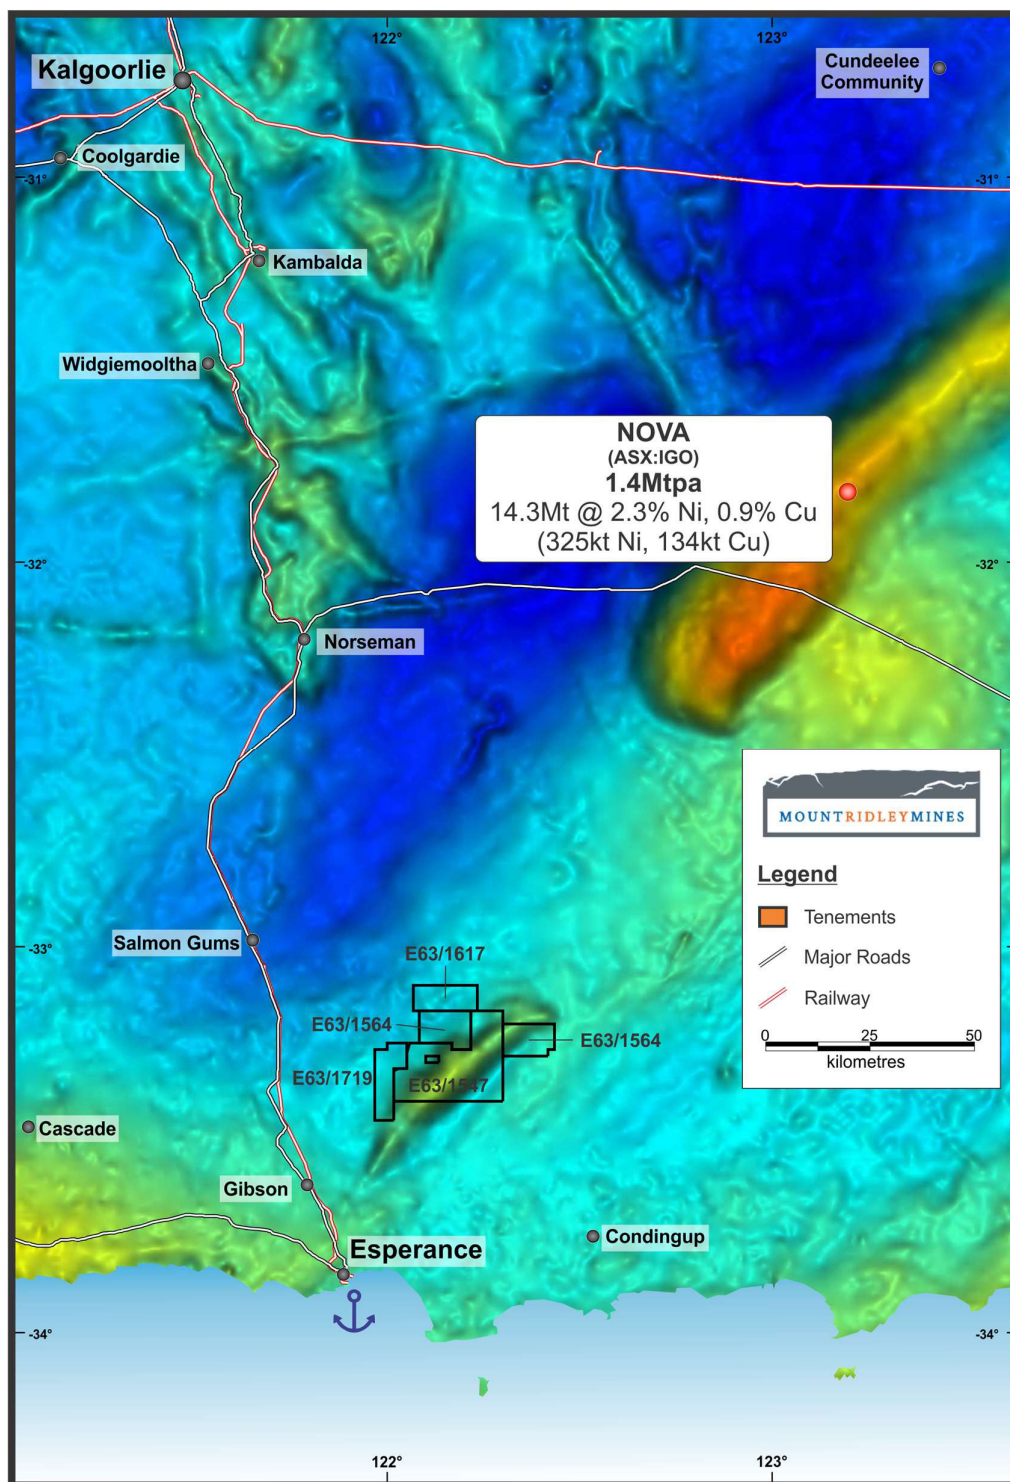 122°
123°
Kalgoorlie
Cundeelee
Community
Coolgardie
-31°
-31°
Kambalda
Widgiemooltha
NOVA
(ASX:IGO)
1.4Mtpa
14.3Mt @ 2.3% Ni, 0.9% Cu
(325kt Ni, 134kt Cu)
-32°
-32°
Norseman
MOUNTRIDLEYMINES
Legend
Tenements
Major Roads
Railway
0 25 50
kilometres
Salmon Gums
-33°
E63/1617
E63/1564
E63/1564
E63/1719
E63/1547
Cascade
Gibson
Condingup
Esperance
-34°
-34°
122°
123°